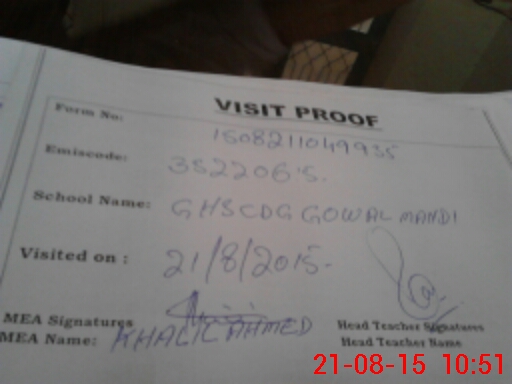 VISIT PROOF
Form No: 1508211049935
Emiscode: 35220615.
School Name: GHSCDG GOWAL MANDI
Visited on : 21/8/2015.
MEA Signatures
Head Teacher Signatures
MEA Name: KHALIL AHMED
Head Teacher Name
21-08-15 10:51